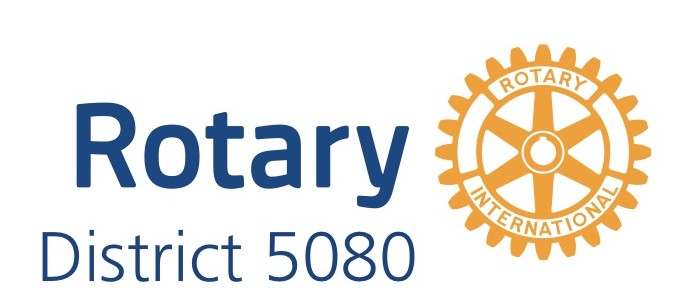 Rotary
District 5080
ROTARY
INTERNATIONAL